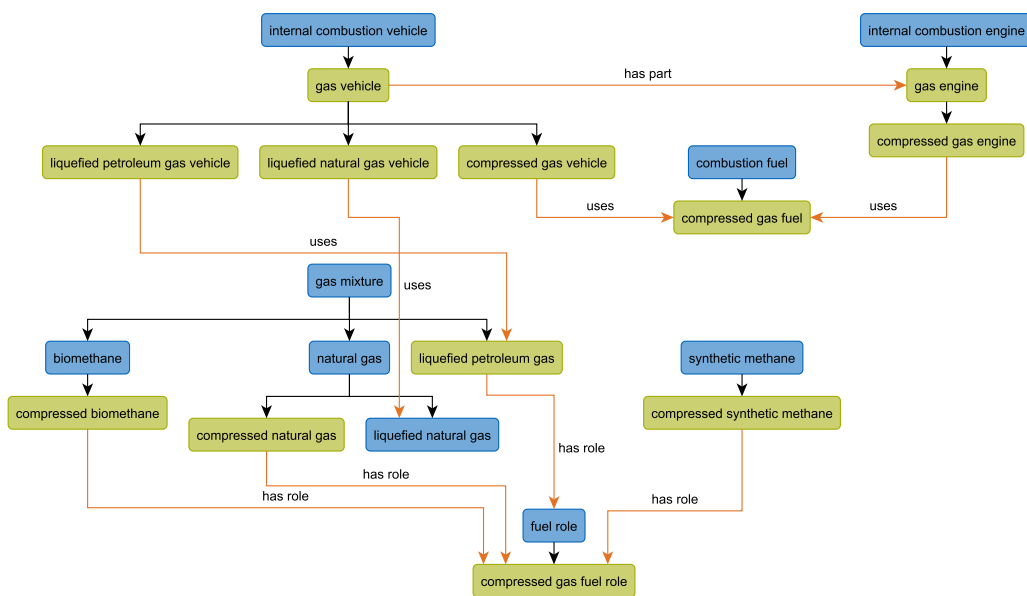 internal combustion vehicle
internal combustion engine
has part
gas vehicle
gas engine
compressed gas engine
liquefied petroleum gas vehicle
liquefied natural gas vehicle
compressed gas vehicle
combustion fuel
uses
compressed gas fuel
uses
uses
gas mixture
uses
biomethane
natural gas
liquefied petroleum gas
synthetic methane
compressed biomethane
compressed natural gas
liquefied natural gas
compressed synthetic methane
has role
has role
has role
has role
fuel role
compressed gas fuel role